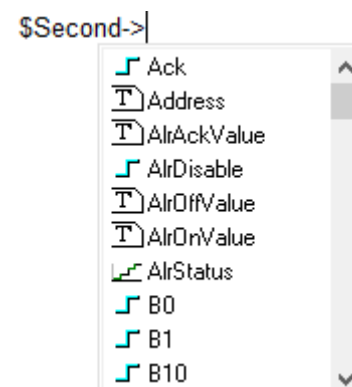 $Second->
Ack
Address
AlrAckValue
AlrDisable
AlrOffValue
AlrOnValue
AlrStatus
B0
B1
B10